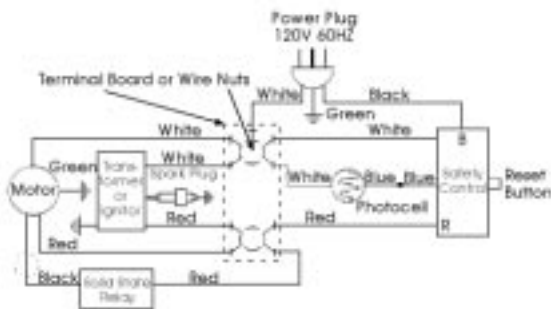 Power Plug
120V 60HZ
Terminal Board or Wire Nuts
White
Black
Green
White
White
B
Green
Trans-
former
or
Ignitor
White
Spark Plug
White
Blue
Blue
Safety
Control
Reset
Button
Motor
Photocell
Red
Red
R
Red
Black
Solid State
Relay
Red